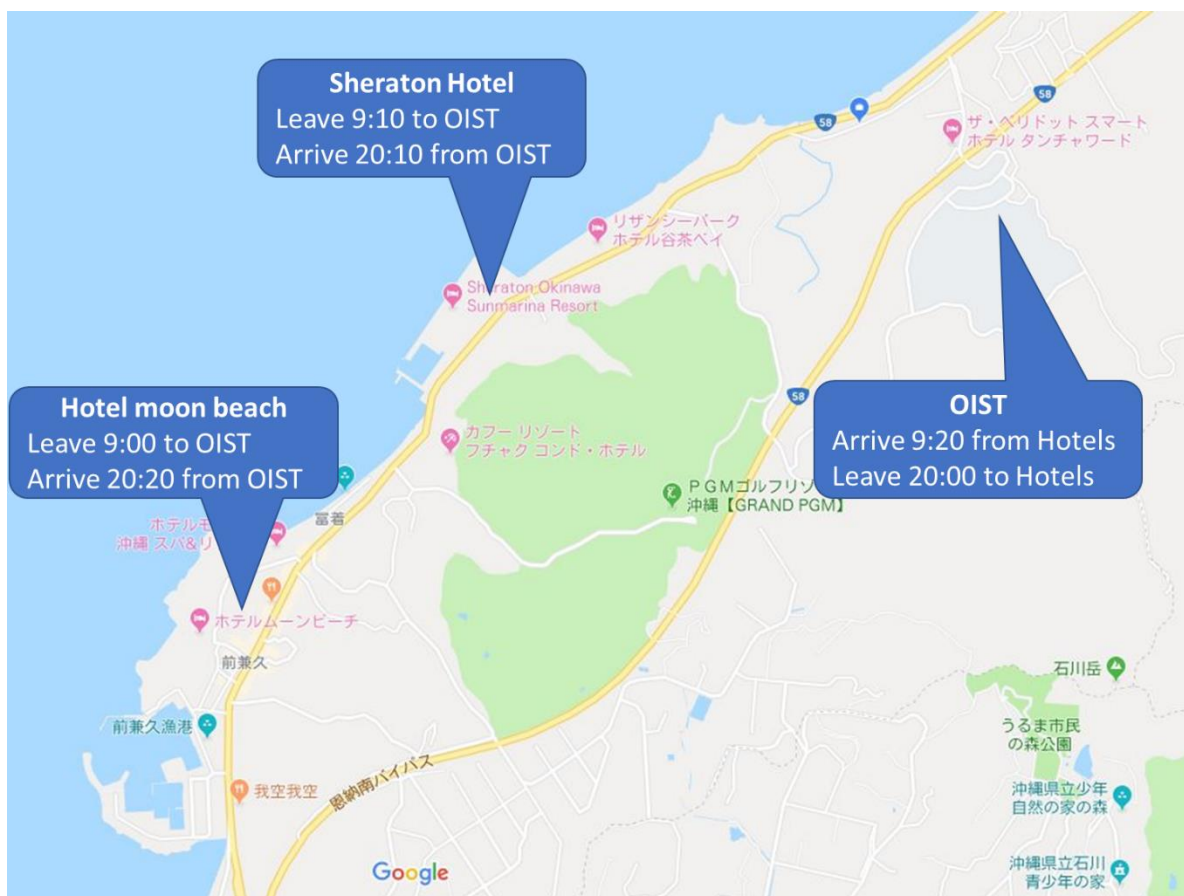 Sheraton Hotel
Leave 9:10 to OIST
Arrive 20:10 from OIST
58
58
ザ・ペリドット スマート
ホテル タンチャワード
リザンシーパーク
ホテル谷茶ベイ
Sheraton Okinawa
Sunmarina Resort
Hotel moon beach
Leave 9:00 to OIST
Arrive 20:20 from OIST
OIST
Arrive 9:20 from Hotels
Leave 20:00 to Hotels
58
カフー リゾート
フチャク コンド・ホテル
PGMゴルフリゾ
沖縄【GRAND PGM】
冨着
ホテルモ
沖縄 スパ&リ
ホテルムーンビーチ
前兼久
前兼久漁港
石川岳
うるま市民
の森公園
我空我空
恩納南バイパス
沖縄県立少年
自然の家の森
沖縄県立石川
青少年の家
Google